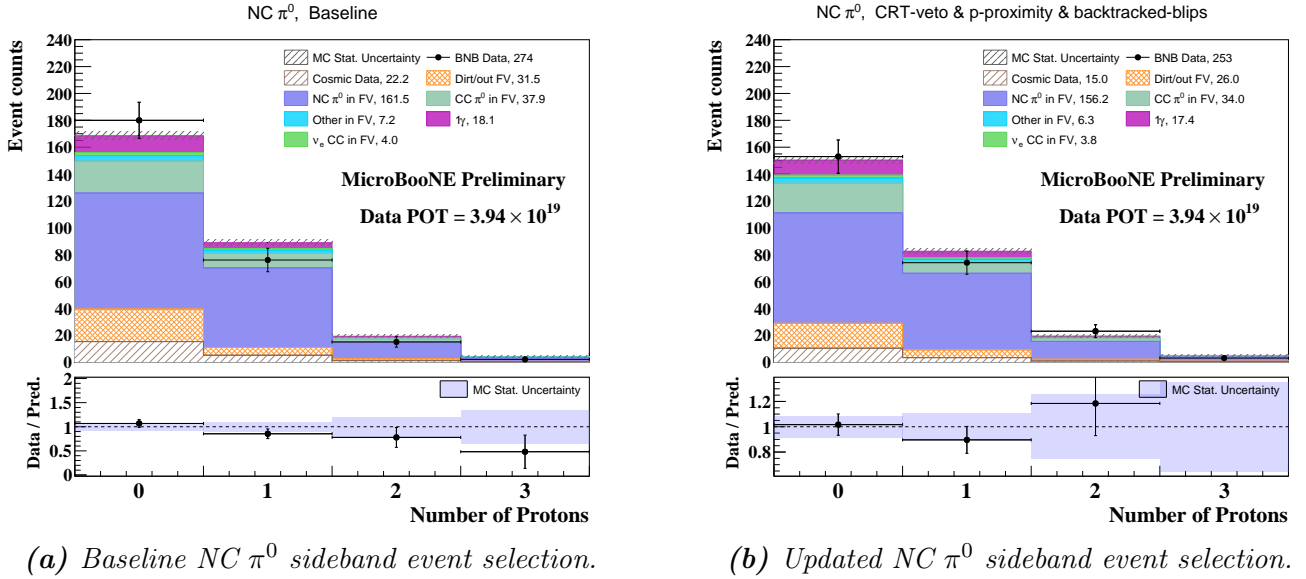 NC π⁰, Baseline
Event counts
240
220
200
180
160
140
120
100
80
60
40
20
0
MC Stat. Uncertainty
BNB Data, 274
Cosmic Data, 22.2
Dirt/out FV, 31.5
NC π⁰ in FV, 161.5
CC π⁰ in FV, 37.9
Other in FV, 7.2
1γ, 18.1
νₑ CC in FV, 4.0
MicroBooNE Preliminary
Data POT = 3.94 × 10¹⁹
Data / Pred.
2
1.5
1
0.5
0
MC Stat. Uncertainty
0 1 2 3
Number of Protons
(a) Baseline NC π⁰ sideband event selection.
NC π⁰, CRT-veto & p-proximity & backtracked-blips
Event counts
240
220
200
180
160
140
120
100
80
60
40
20
0
MC Stat. Uncertainty
BNB Data, 253
Cosmic Data, 15.0
Dirt/out FV, 26.0
NC π⁰ in FV, 156.2
CC π⁰ in FV, 34.0
Other in FV, 6.3
1γ, 17.4
νₑ CC in FV, 3.8
MicroBooNE Preliminary
Data POT = 3.94 × 10¹⁹
Data / Pred.
1.2
1
0.8
MC Stat. Uncertainty
0 1 2 3
Number of Protons
(b) Updated NC π⁰ sideband event selection.